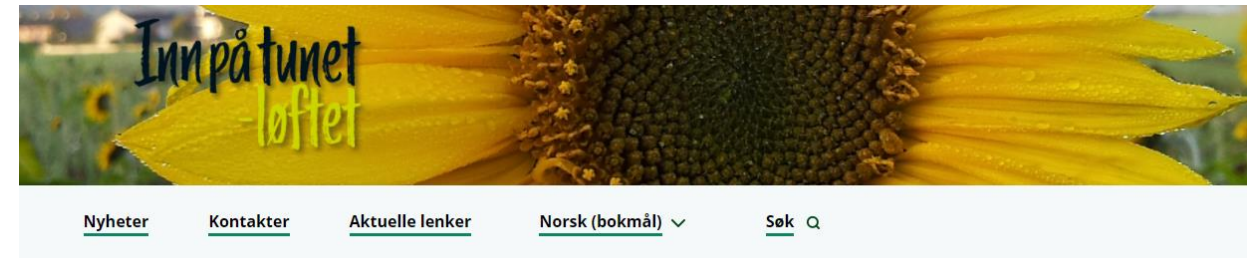 Inn på tunet
-løftet
Nyheter Kontakter Aktuelle lenker Norsk (bokmål) Søk